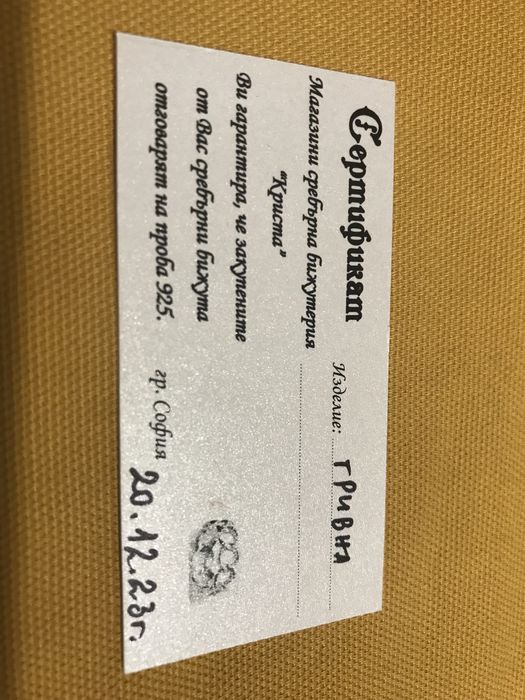 Сертификат
Магазини сребърна бижутерия
"Криста"
Ви гарантира, че закупените
от Вас сребърни бижута
отговарят на проба 925.
Изделие: ГРИВНА
гр. София
20.12.23г.